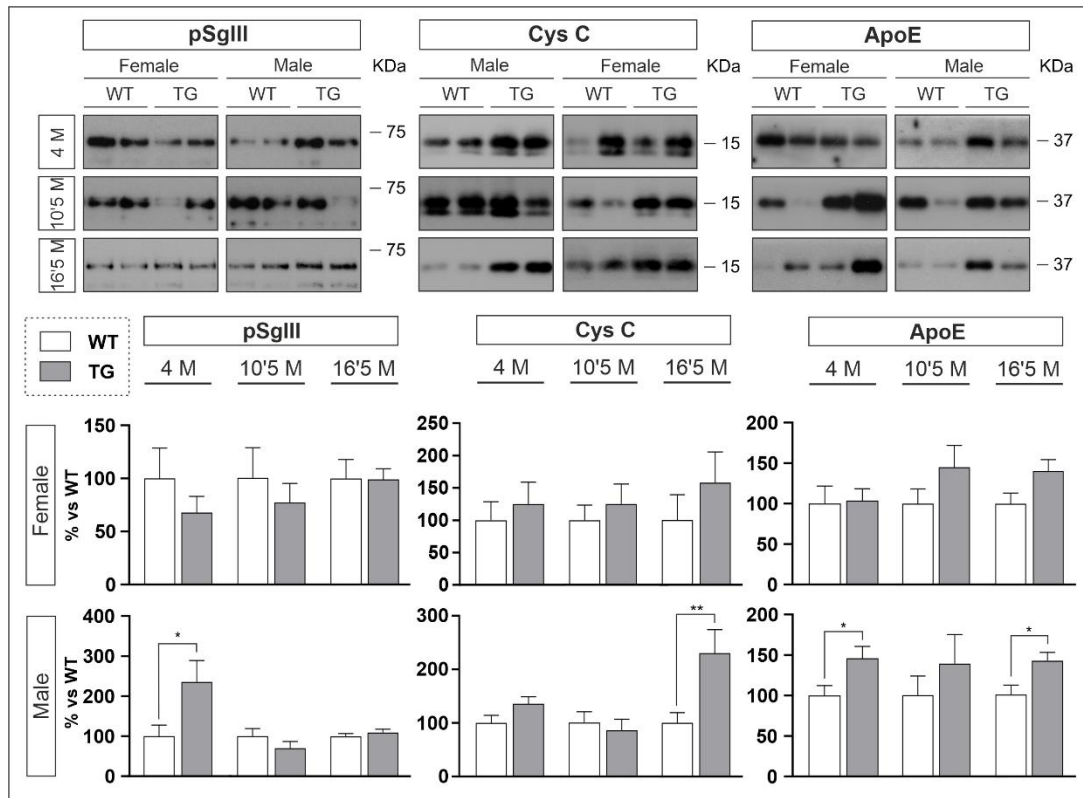 pSgIII Cys C ApoE
Female Male KDa Male Female KDa Female Male KDa
WT TG WT TG WT TG WT TG WT TG WT TG
4 M – 75 – 15 – 37
10'5 M – 75 – 15 – 37
16'5 M – 75 – 15 – 37
WT
TG
pSgIII Cys C ApoE
4 M 10'5 M 16'5 M 4 M 10'5 M 16'5 M 4 M 10'5 M 16'5 M
Female
% vs WT
150
100
50
0
250
200
150
100
50
0
200
150
100
50
0
Male
% vs WT
400
300
200
100
0
*
300
200
100
0
**
200
150
100
50
0
* *